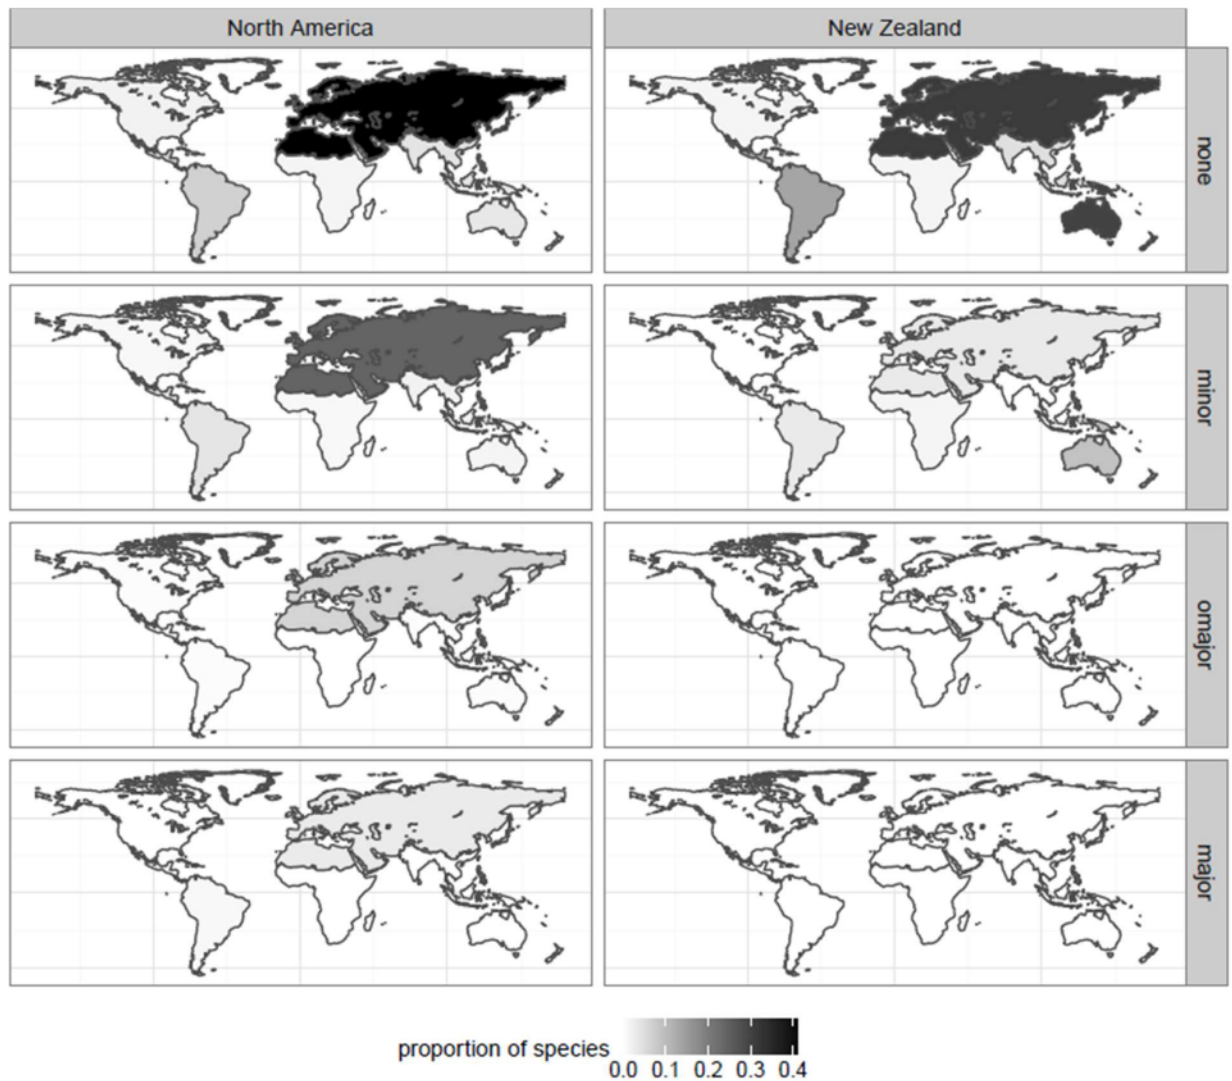 North America
New Zealand
none
minor
omajor
major
proportion of species
0.0 0.1 0.2 0.3 0.4